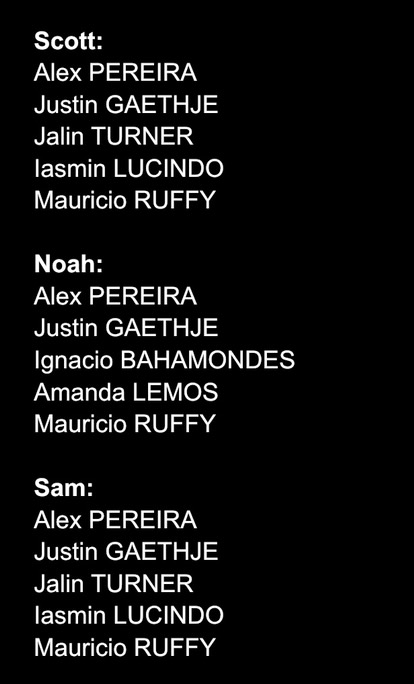 Scott:
Alex PEREIRA
Justin GAETHJE
Jalin TURNER
Iasmin LUCINDO
Mauricio RUFFY
Noah:
Alex PEREIRA
Justin GAETHJE
Ignacio BAHAMONDES
Amanda LEMOS
Mauricio RUFFY
Sam:
Alex PEREIRA
Justin GAETHJE
Jalin TURNER
Iasmin LUCINDO
Mauricio RUFFY